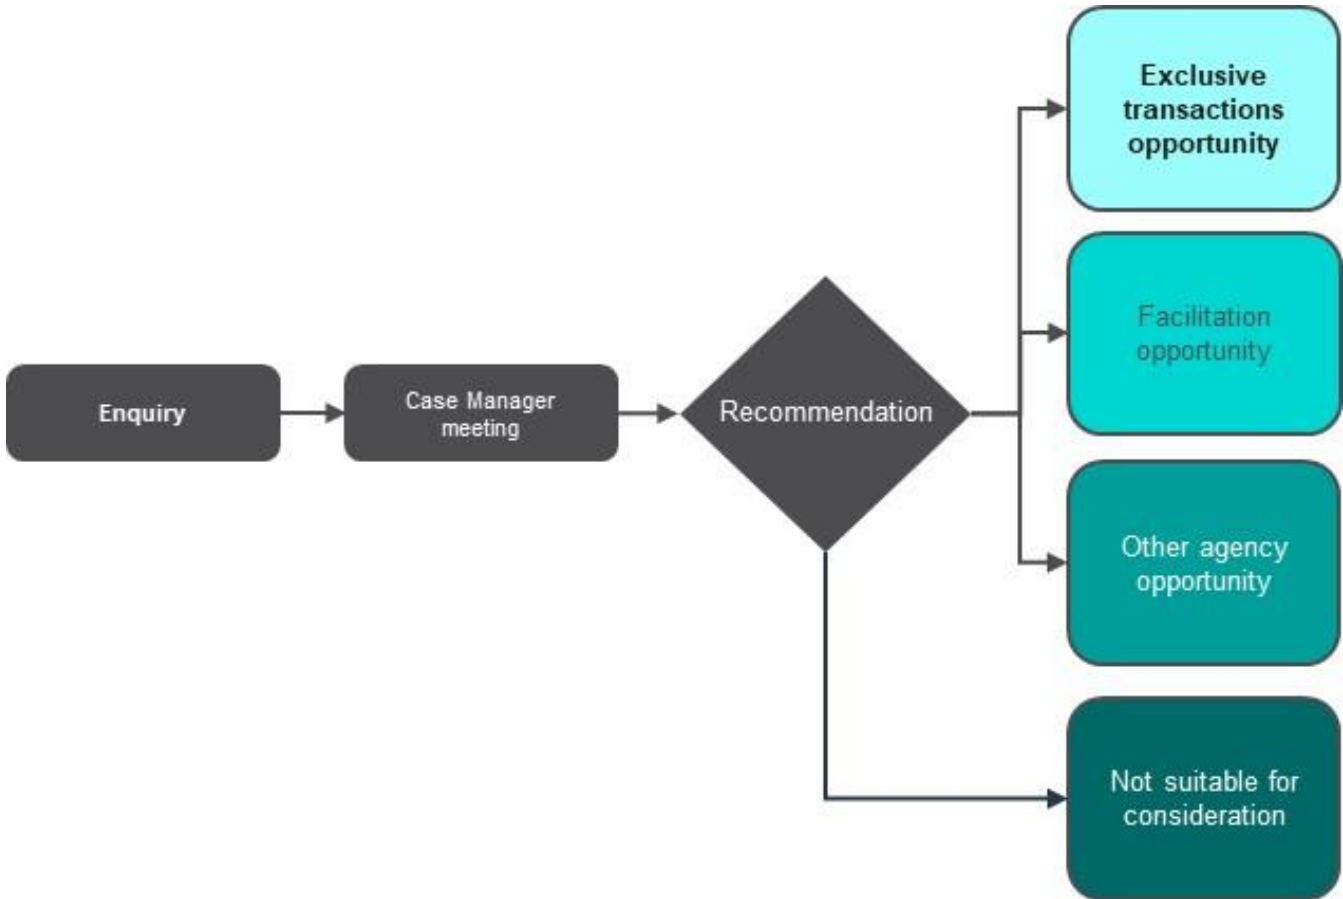 Exclusive
transactions
opportunity
Facilitation
opportunity
Enquiry
Case Manager
meeting
Recommendation
Other agency
opportunity
Not suitable for
consideration